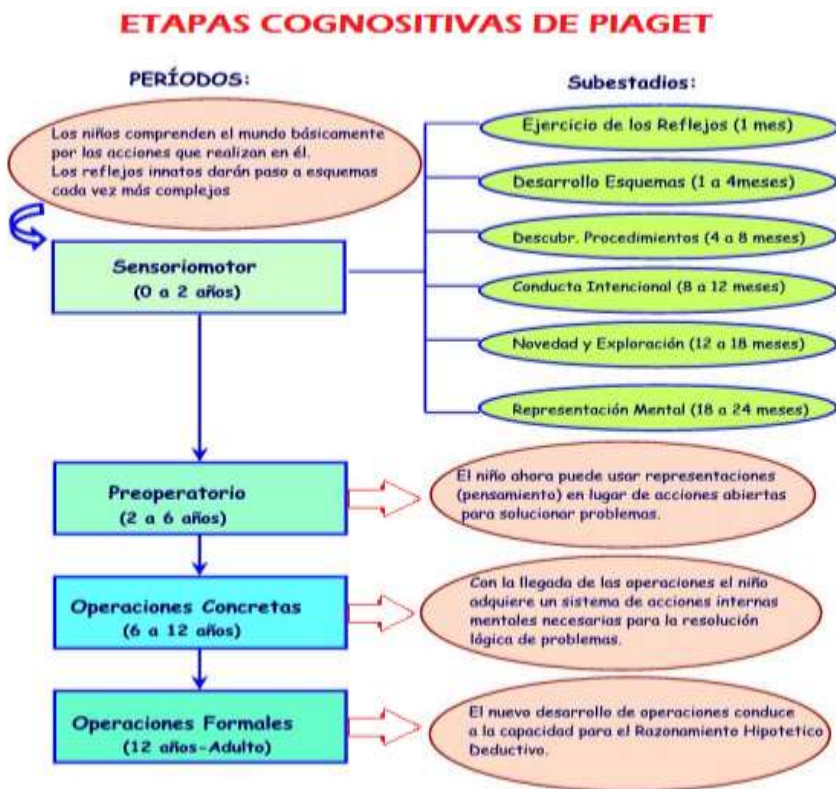 ETAPAS COGNOSITIVAS DE PIAGET
PERÍODOS:
Los niños comprenden el mundo básicamente
por las acciones que realizan en él.
Los reflejos innatos darán paso a esquemas
cada vez más complejos
Sensoriomotor
(0 a 2 años)
Subestadios:
Ejercicio de los Reflejos (1 mes)
Desarrollo Esquemas (1 a 4meses)
Descubr. Procedimientos (4 a 8 meses)
Conducta Intencional (8 a 12 meses)
Novedad y Exploración (12 a 18 meses)
Representación Mental (18 a 24 meses)
Preoperatorio
(2 a 6 años)
El niño ahora puede usar representaciones
(pensamiento) en lugar de acciones abiertas
para solucionar problemas.
Operaciones Concretas
(6 a 12 años)
Con la llegada de las operaciones el niño
adquiere un sistema de acciones internas
mentales necesarias para la resolución
lógica de problemas.
Operaciones Formales
(12 años-Adulto)
El nuevo desarrollo de operaciones conduce
a la capacidad para el Razonamiento Hipotetico
Deductivo.